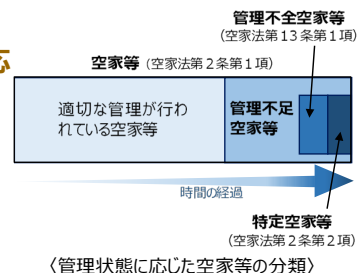 応
管理不全空家等
（空家法第１３条第１項）
空家等（空家法第２条第１項）
適切な管理が行わ
れている空家等
管理不足
空家等
時間の経過
特定空家等
（空家法第２条第２項）
〈管理状態に応じた空家等の分類〉